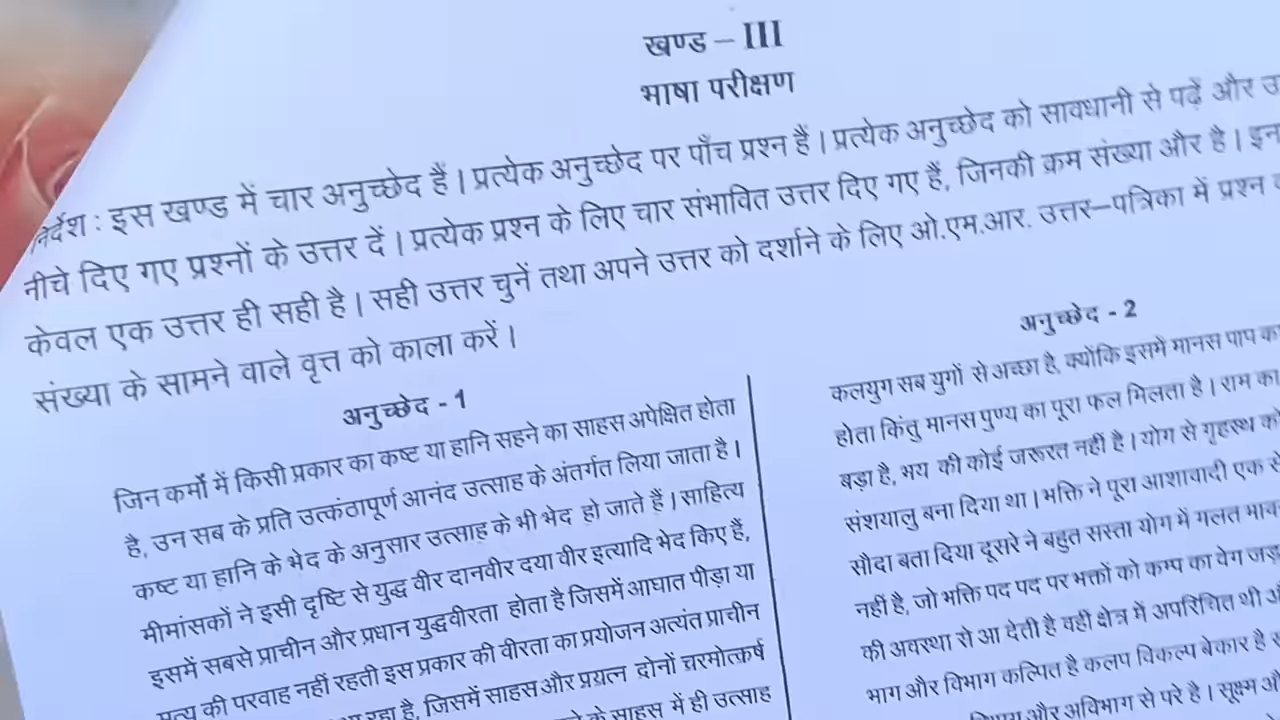 खण्ड – III
भाषा परीक्षण
निर्देश : इस खण्ड में चार अनुच्छेद हैं । प्रत्येक अनुच्छेद पर पाँच प्रश्न हैं । प्रत्येक अनुच्छेद को सावधानी से पढ़ें और
नीचे दिए गए प्रश्नों के उत्तर दें । प्रत्येक प्रश्न के लिए चार संभावित उत्तर दिए गए हैं, जिनकी क्रम संख्या और है । इन
केवल एक उत्तर ही सही है । सही उत्तर चुनें तथा अपने उत्तर को दर्शाने के लिए ओ.एम.आर. उत्तर–पत्रिका में प्रश्न
संख्या के सामने वाले वृत्त को काला करें ।
अनुच्छेद - 1
जिन कर्मों में किसी प्रकार का कष्ट या हानि सहने का साहस अपेक्षित होता
है, उन सब के प्रति उत्कंठापूर्ण आनंद उत्साह के अंतर्गत लिया जाता है ।
कष्ट या हानि के भेद के अनुसार उत्साह के भी भेद हो जाते हैं । साहित्य
मीमांसकों ने इसी दृष्टि से युद्ध वीर दानवीर दया वीर इत्यादि भेद किए हैं,
इसमें सबसे प्राचीन और प्रधान युद्धवीरता होता है जिसमें आघात पीड़ा या
की परवाह नहीं रहती इस प्रकार की वीरता का प्रयोजन अत्यंत प्राचीन
रहा है, जिसमें साहस और प्रयत्न दोनों चरमोत्कर्ष
के साहस में ही उत्साह
अनुच्छेद - 2
कलयुग सब युगों से अच्छा है, क्योंकि इसमें मानस पाप
होता किंतु मानस पुण्य का पूरा फल मिलता है । राम का
बड़ा है, भय की कोई जरूरत नहीं है । योग से गृहस्थ को
संशयालु बना दिया था । भक्ति ने पूरा आशावादी एक
सौदा बता दिया दूसरे ने बहुत सस्ता योग में गलत
नहीं है, जो भक्ति पद पद पर भक्तों को कम्प का वेग
की अवस्था से आ देती है वही क्षेत्र में अपरिचित थी
भाग और विभाग कल्पित है कलप विकल्प बेकार है
और अविभाग से परे है । सूक्ष्म